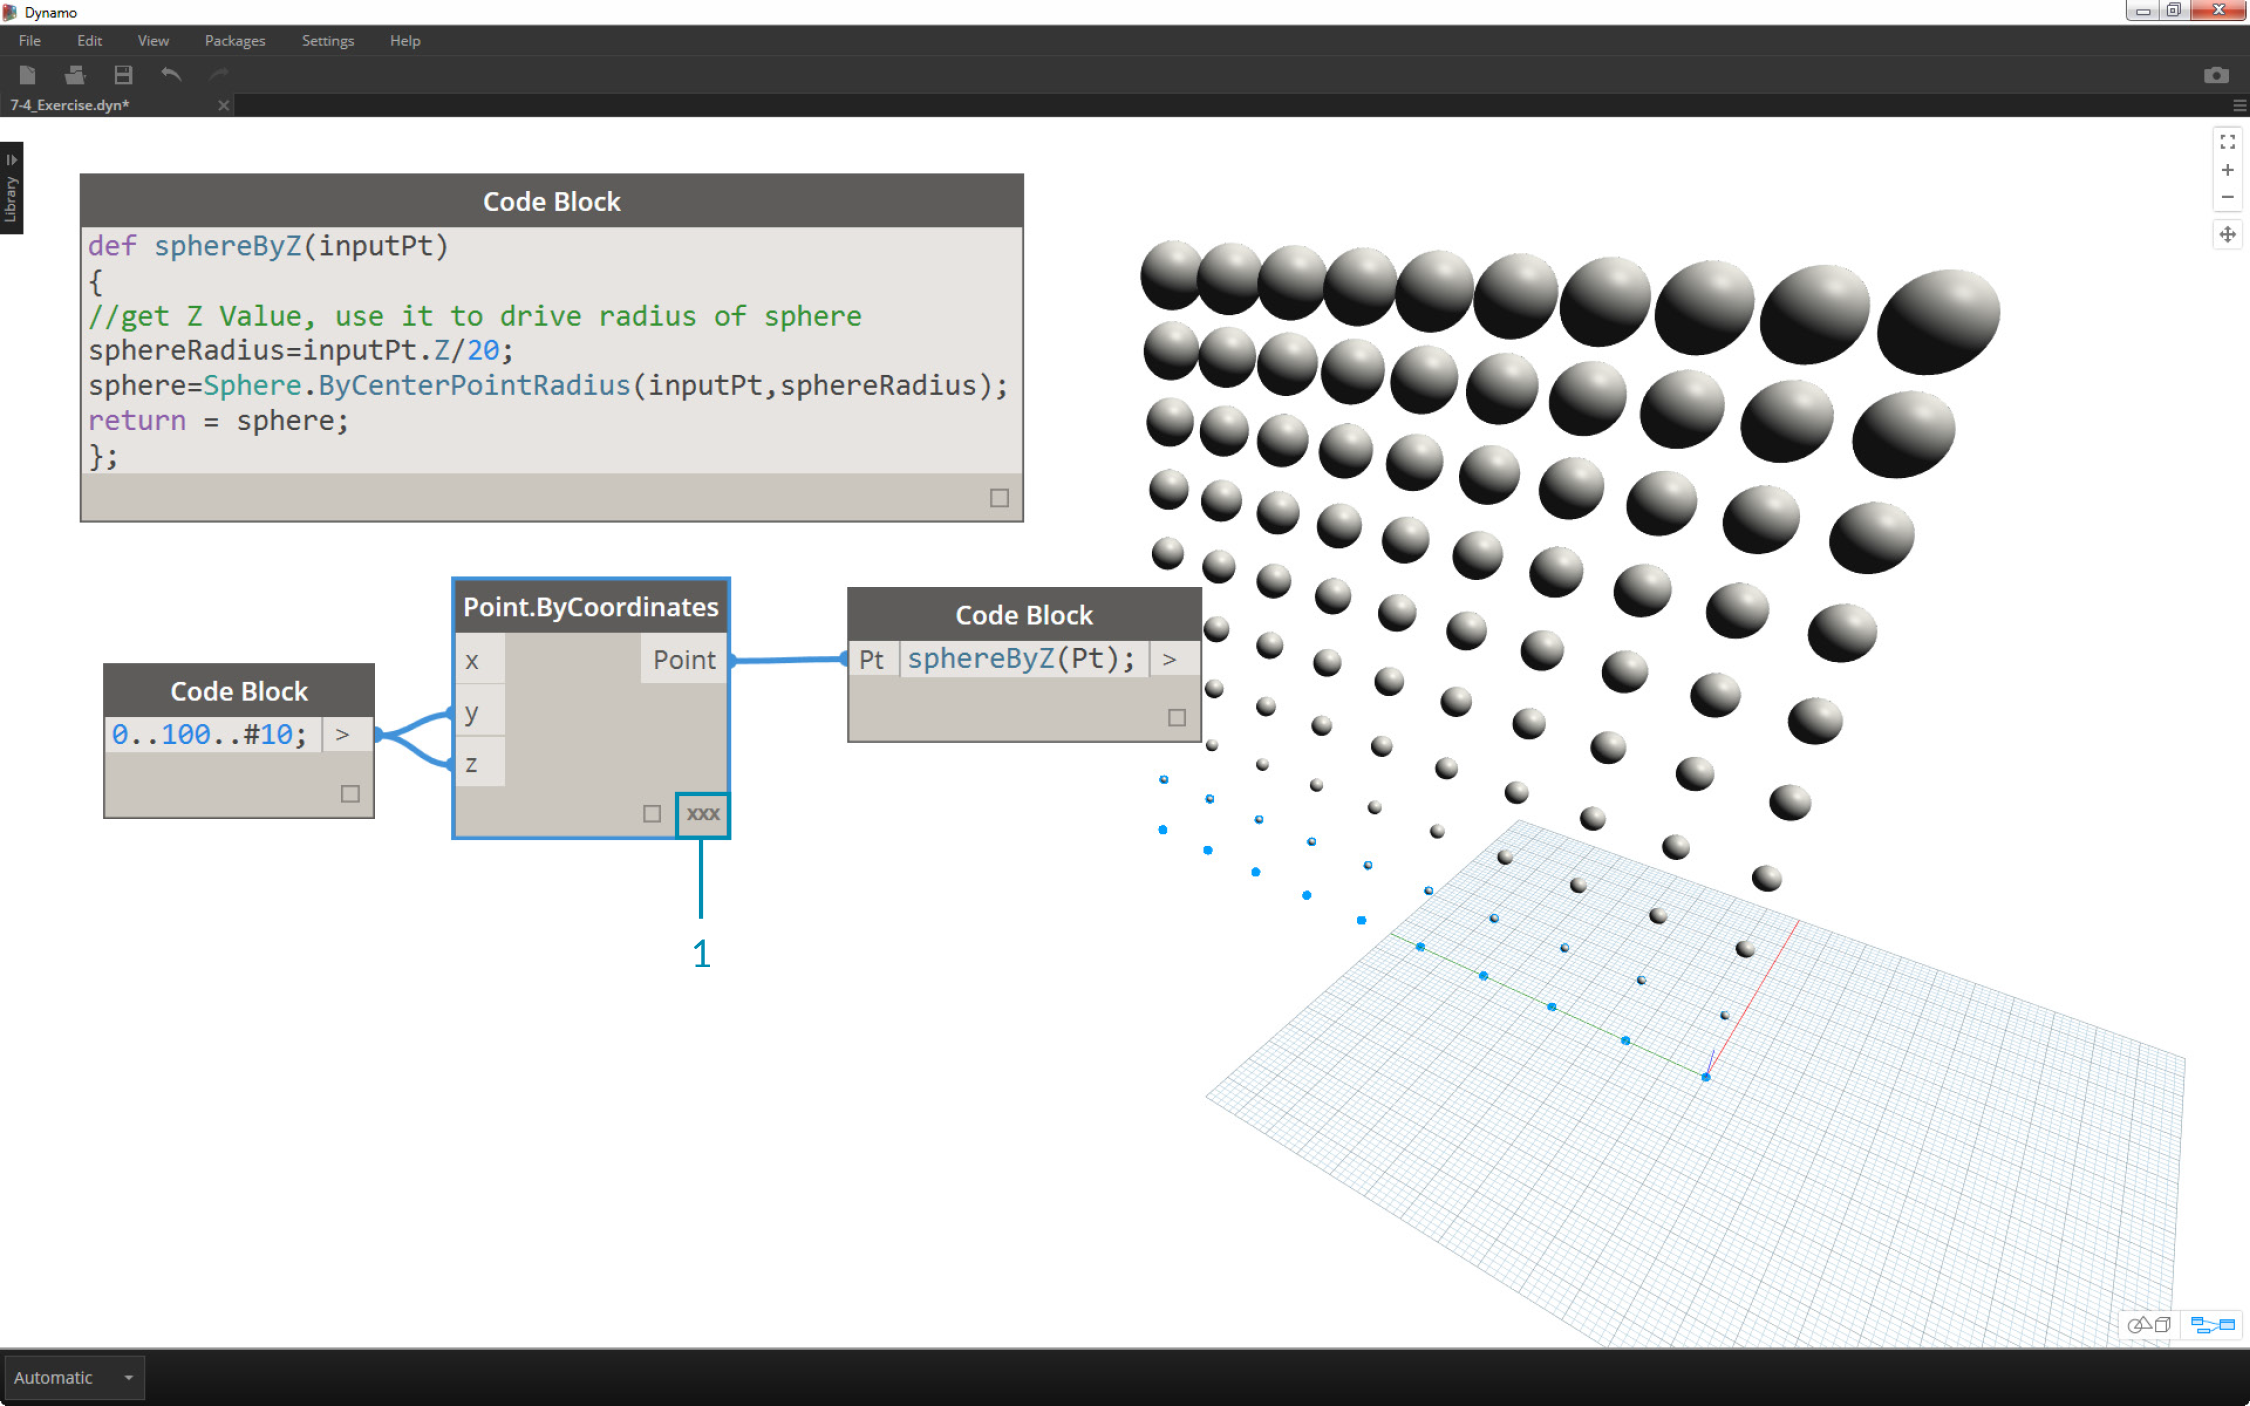 Dynamo
File Edit View Packages Settings Help
7-4_Exercise.dyn*
Library
Code Block
def sphereByZ(inputPt)
{
//get Z Value, use it to drive radius of sphere
sphereRadius=inputPt.Z/20;
sphere=Sphere.ByCenterPointRadius(inputPt,sphereRadius);
return = sphere;
};
Point.ByCoordinates
x Point
y
z
xxx
Code Block
Pt sphereByZ(Pt); >
Code Block
0..100..#10; >
1
Automatic